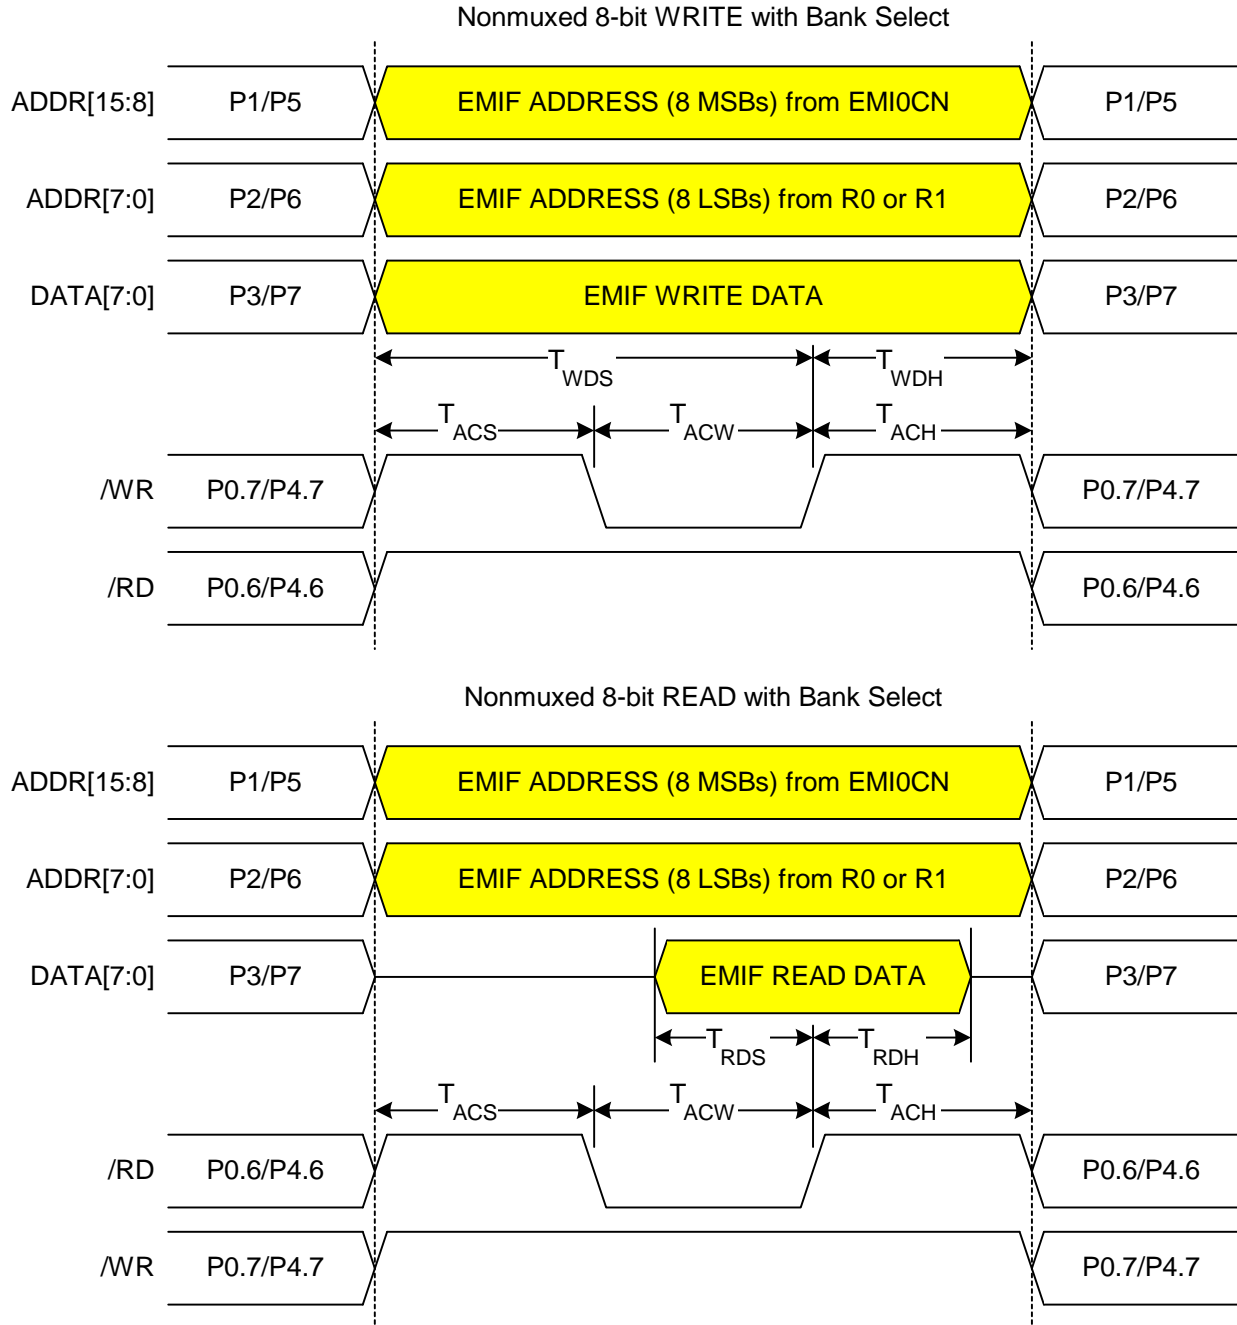 Nonmuxed 8-bit WRITE with Bank Select
ADDR[15:8] P1/P5 EMIF ADDRESS (8 MSBs) from EMI0CN P1/P5
ADDR[7:0] P2/P6 EMIF ADDRESS (8 LSBs) from R0 or R1 P2/P6
DATA[7:0] P3/P7 EMIF WRITE DATA P3/P7
TWDS TWDH
TACS TACW TACH
/WR P0.7/P4.7 P0.7/P4.7
/RD P0.6/P4.6 P0.6/P4.6
Nonmuxed 8-bit READ with Bank Select
ADDR[15:8] P1/P5 EMIF ADDRESS (8 MSBs) from EMI0CN P1/P5
ADDR[7:0] P2/P6 EMIF ADDRESS (8 LSBs) from R0 or R1 P2/P6
DATA[7:0] P3/P7 EMIF READ DATA P3/P7
TRDS TRDH
TACS TACW TACH
/RD P0.6/P4.6 P0.6/P4.6
/WR P0.7/P4.7 P0.7/P4.7